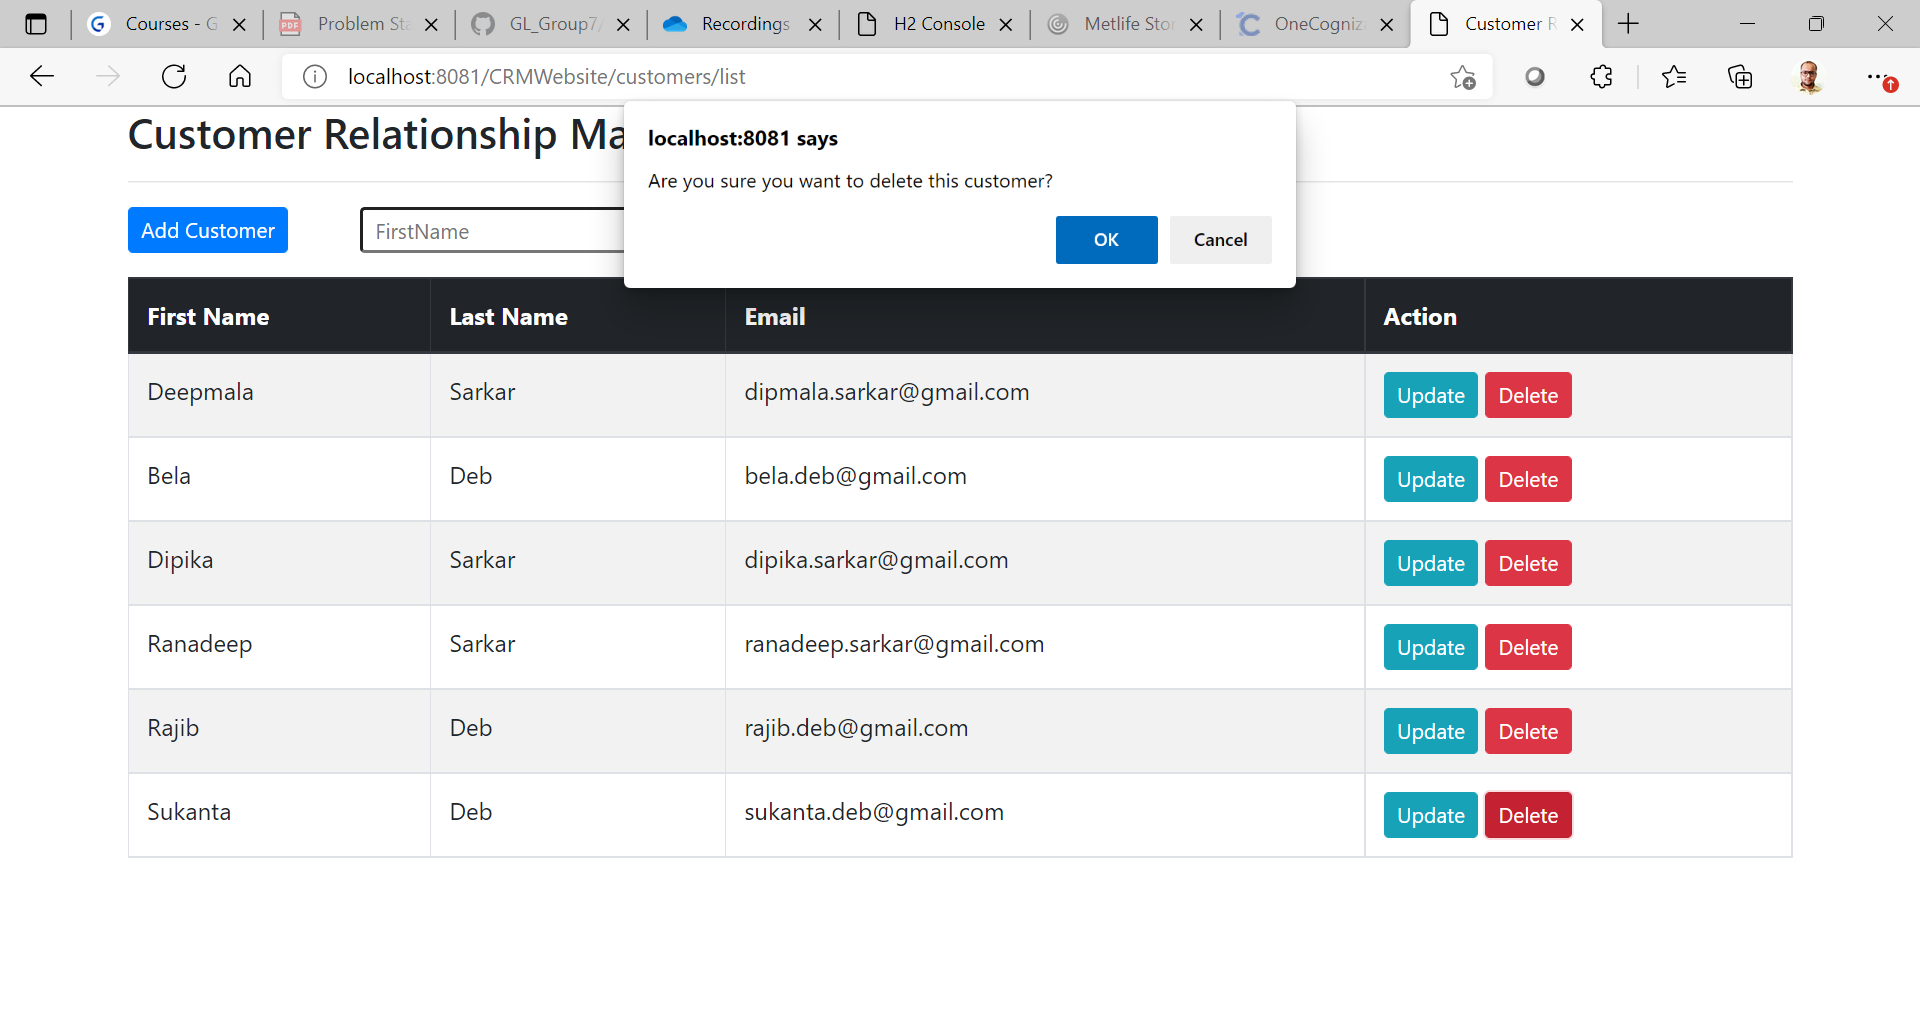 Courses - G
Problem Sta
GL_Group7/
Recordings
H2 Console
Metlife Stor
OneCogniz
Customer R
localhost:8081/CRMWebsite/customers/list
localhost:8081 says
Are you sure you want to delete this customer?
OK Cancel
Customer Relationship Ma
Add Customer FirstName
First Name Last Name Email Action
Deepmala Sarkar dipmala.sarkar@gmail.com Update Delete
Bela Deb bela.deb@gmail.com Update Delete
Dipika Sarkar dipika.sarkar@gmail.com Update Delete
Ranadeep Sarkar ranadeep.sarkar@gmail.com Update Delete
Rajib Deb rajib.deb@gmail.com Update Delete
Sukanta Deb sukanta.deb@gmail.com Update Delete